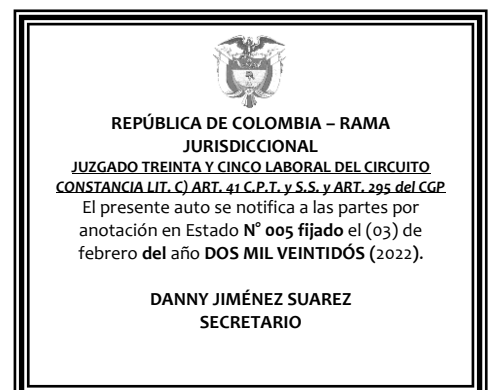 REPÚBLICA DE COLOMBIA – RAMA
JURISDICCIONAL
JUZGADO TREINTA Y CINCO LABORAL DEL CIRCUITO
CONSTANCIA LIT. C) ART. 41 C.P.T. y S.S. y ART. 295 del CGP
El presente auto se notifica a las partes por
anotación en Estado N° 005 fijado el (03) de
febrero del año DOS MIL VEINTIDÓS (2022).
DANNY JIMÉNEZ SUAREZ
SECRETARIO